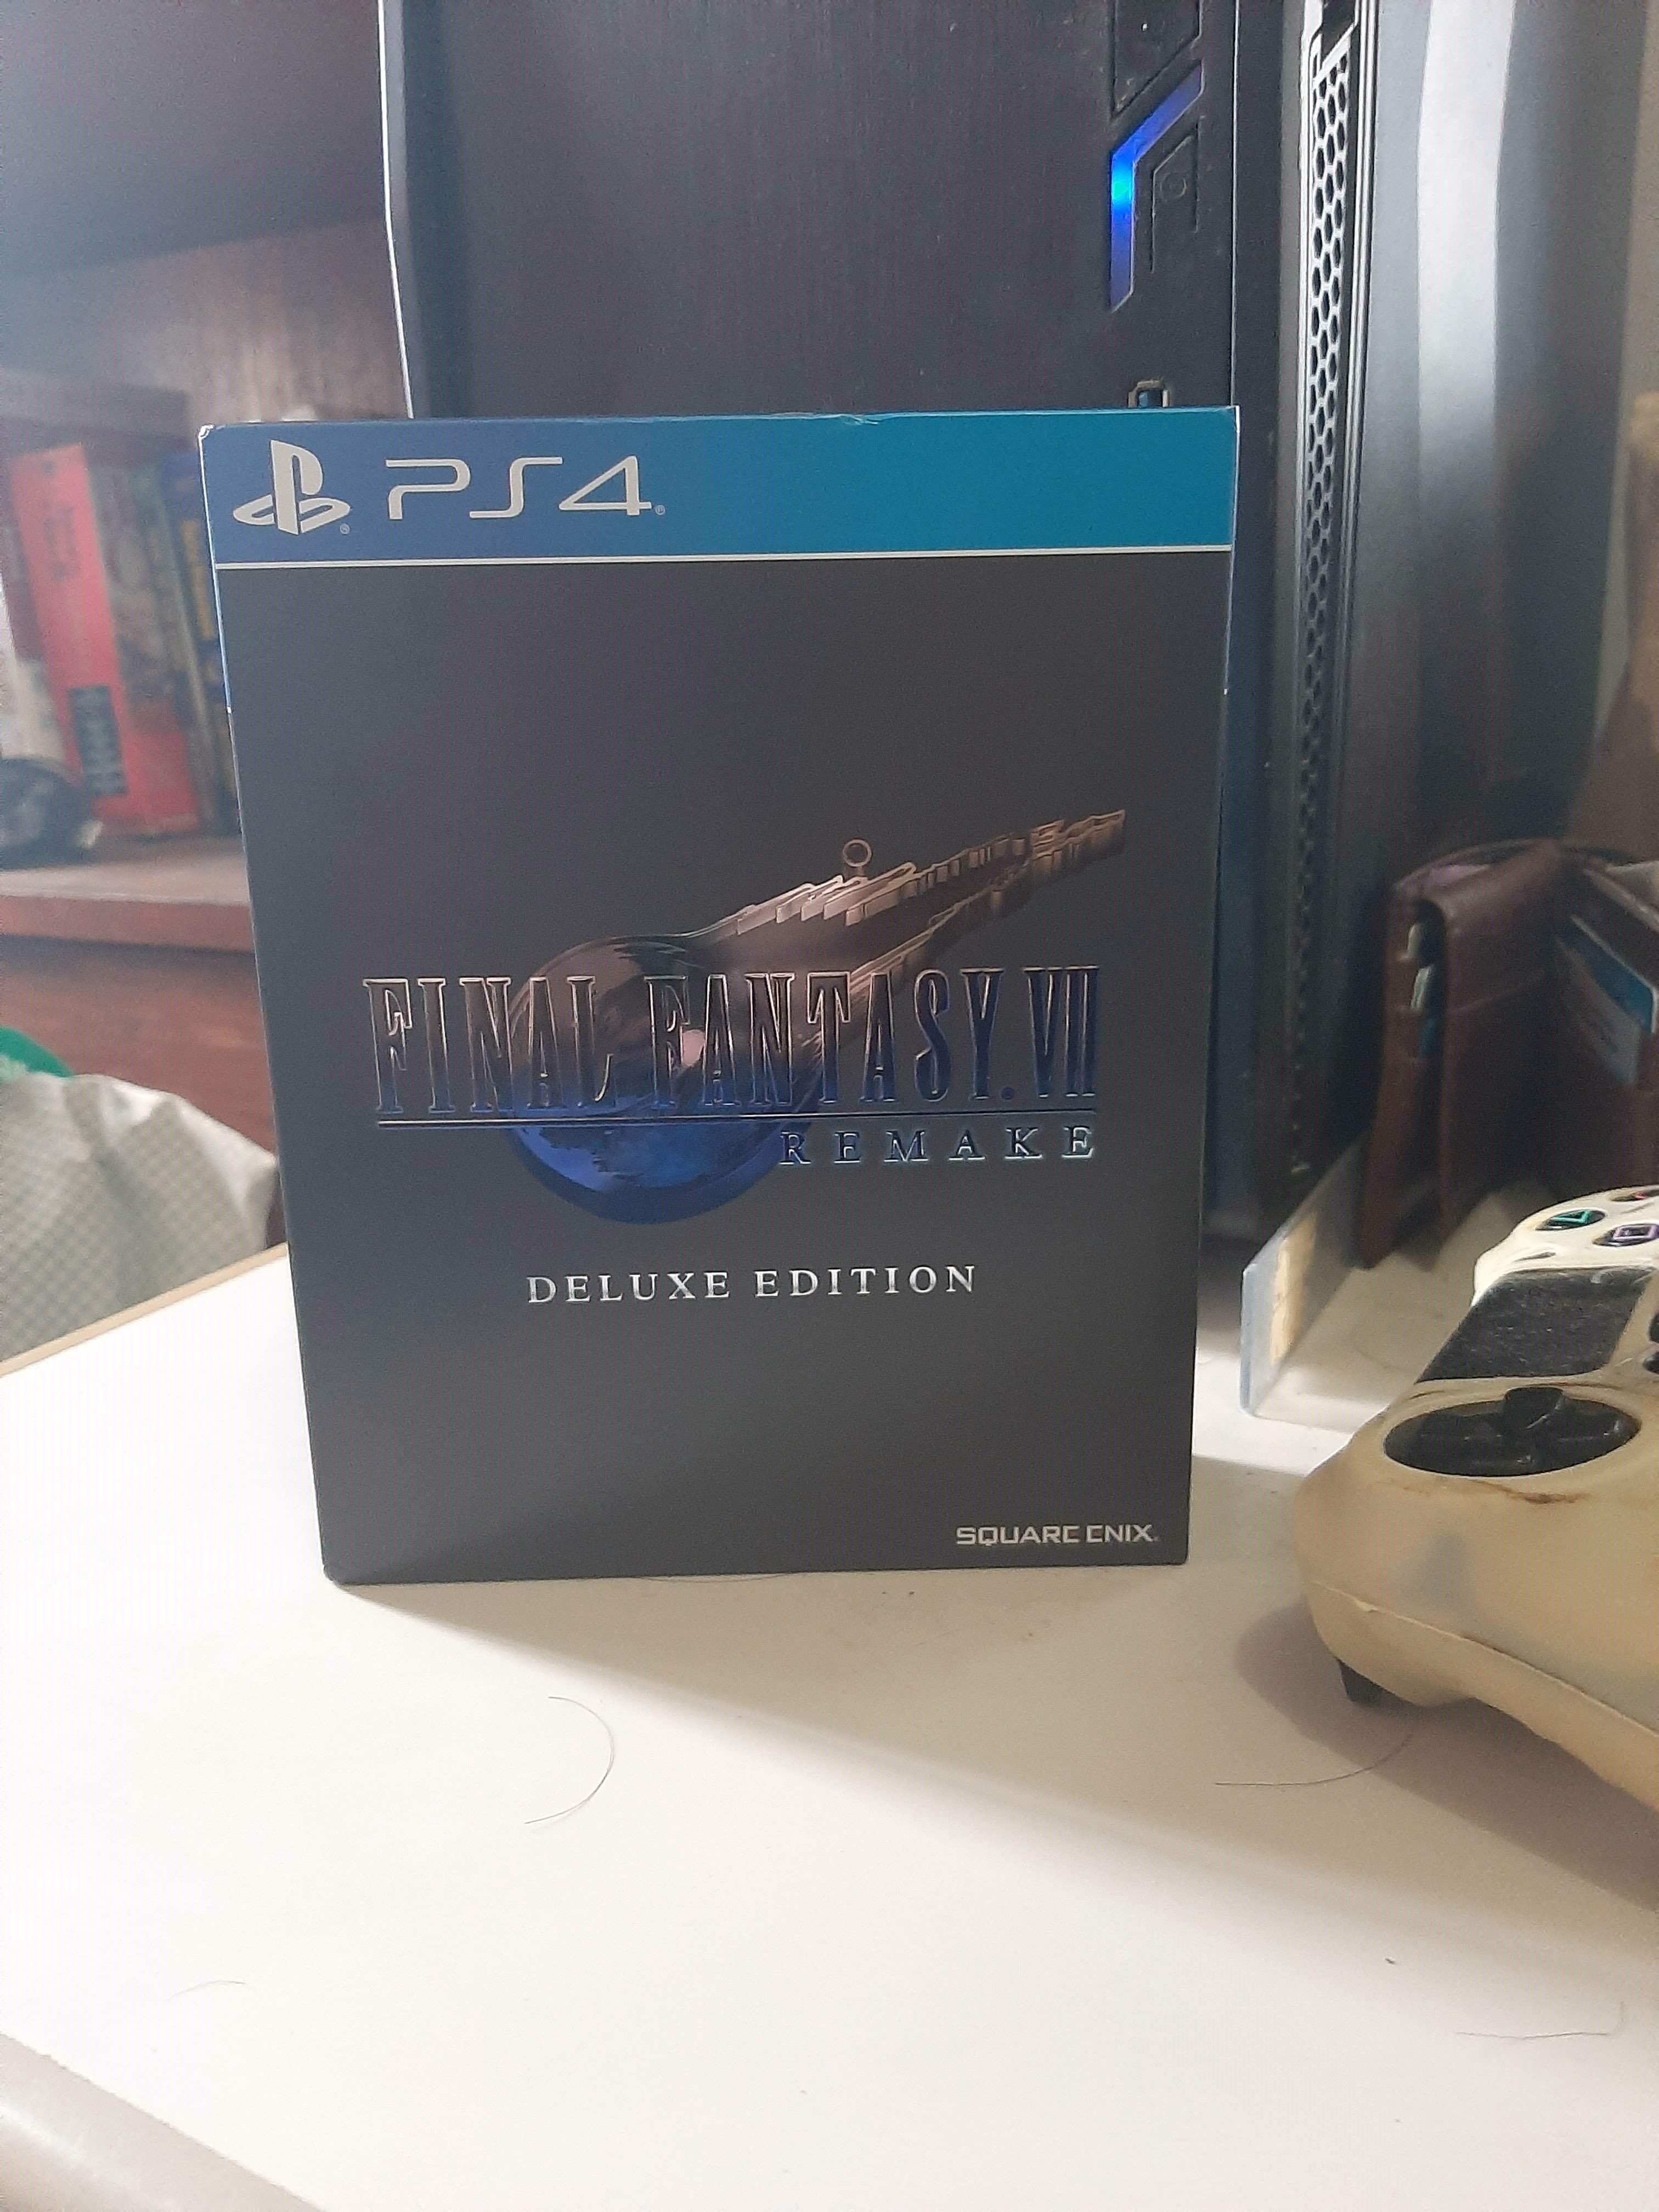 PS4
FINAL FANTASY. VII
REMAKE
DELUXE EDITION
SQUARE ENIX.